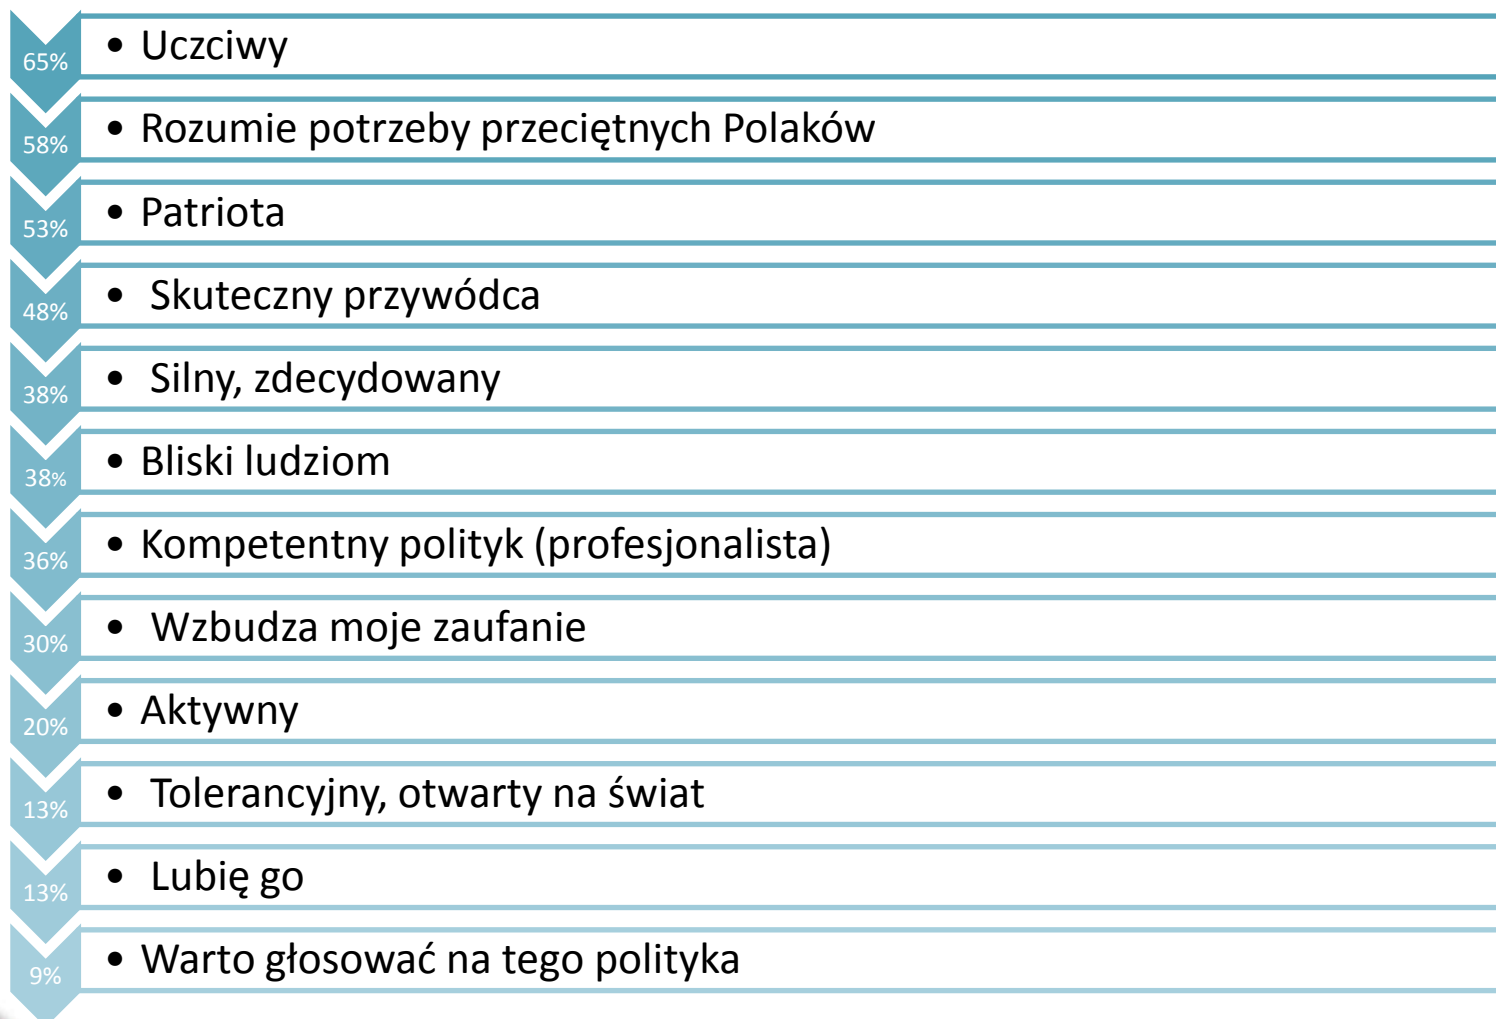 65% • Uczciwy
58% • Rozumie potrzeby przeciętnych Polaków
53% • Patriota
48% • Skuteczny przywódca
38% • Silny, zdecydowany
38% • Bliski ludziom
36% • Kompetentny polityk (profesjonalista)
30% • Wzbudza moje zaufanie
20% • Aktywny
13% • Tolerancyjny, otwarty na świat
13% • Lubię go
9% • Warto głosować na tego polityka